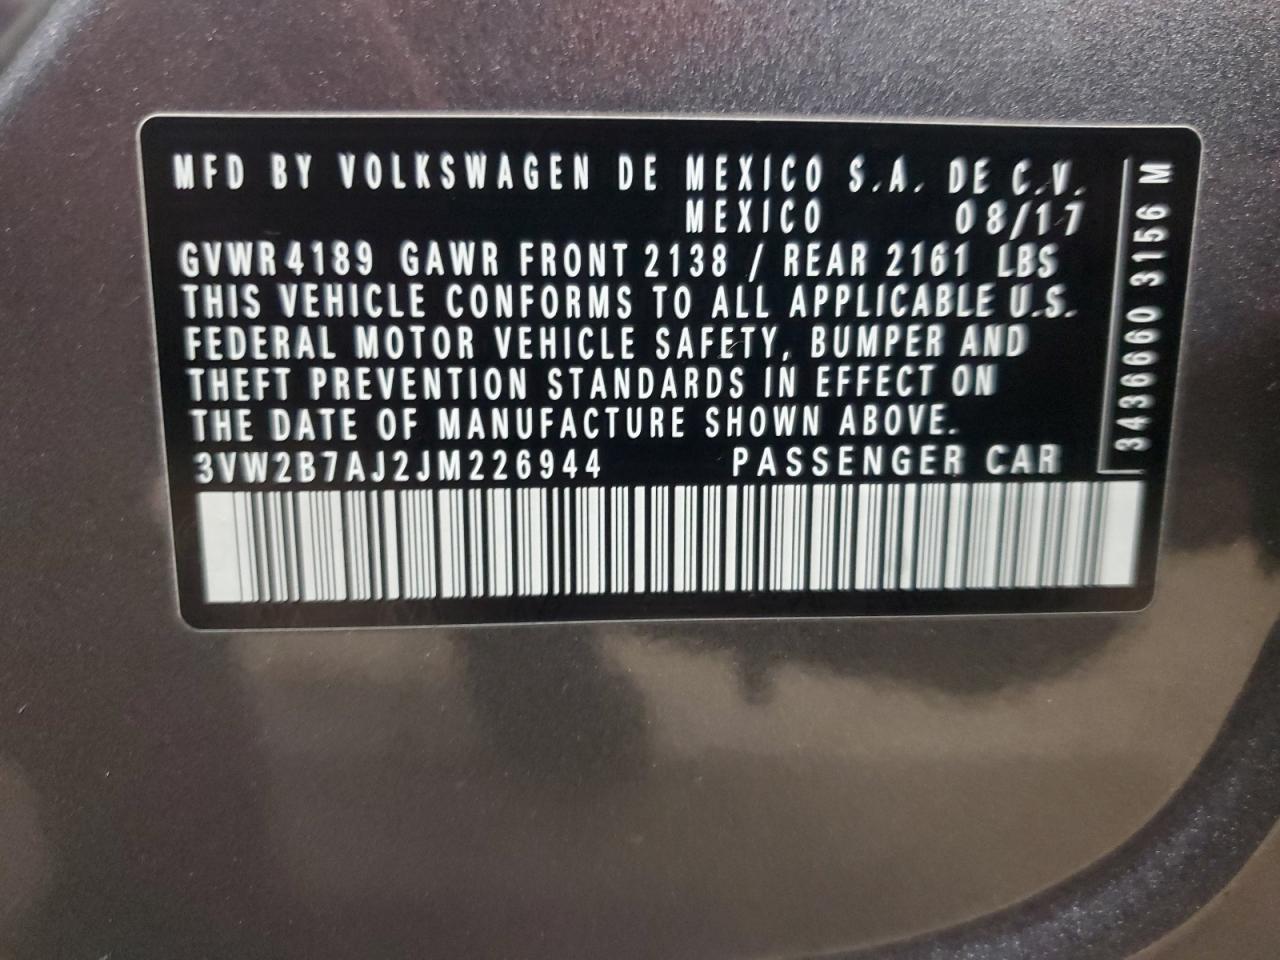 MFD BY VOLKSWAGEN DE MEXICO S.A. DE C.V.
MEXICO 08/17
GVWR 4189 GAWR FRONT 2138 / REAR 2161 LBS
THIS VEHICLE CONFORMS TO ALL APPLICABLE U.S.
FEDERAL MOTOR VEHICLE SAFETY, BUMPER AND
THEFT PREVENTION STANDARDS IN EFFECT ON
THE DATE OF MANUFACTURE SHOWN ABOVE.
3VW2B7AJ2JM226944 PASSENGER CAR
3436660 3156 M